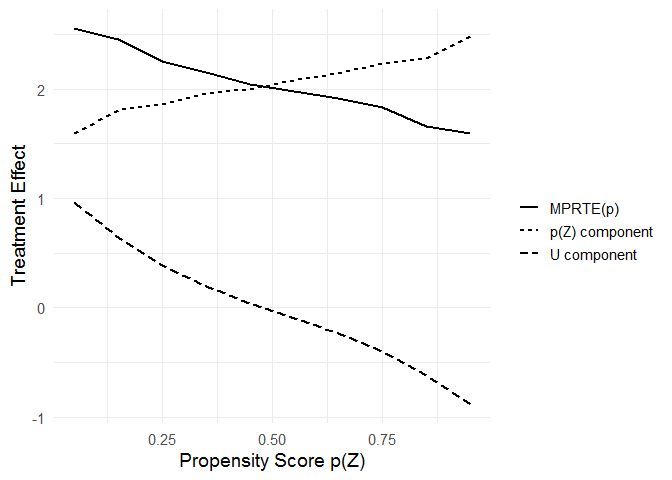 Treatment Effect
2
1
0
-1
0.25
0.50
0.75
Propensity Score p(Z)
MPRTE(p)
p(Z) component
U component